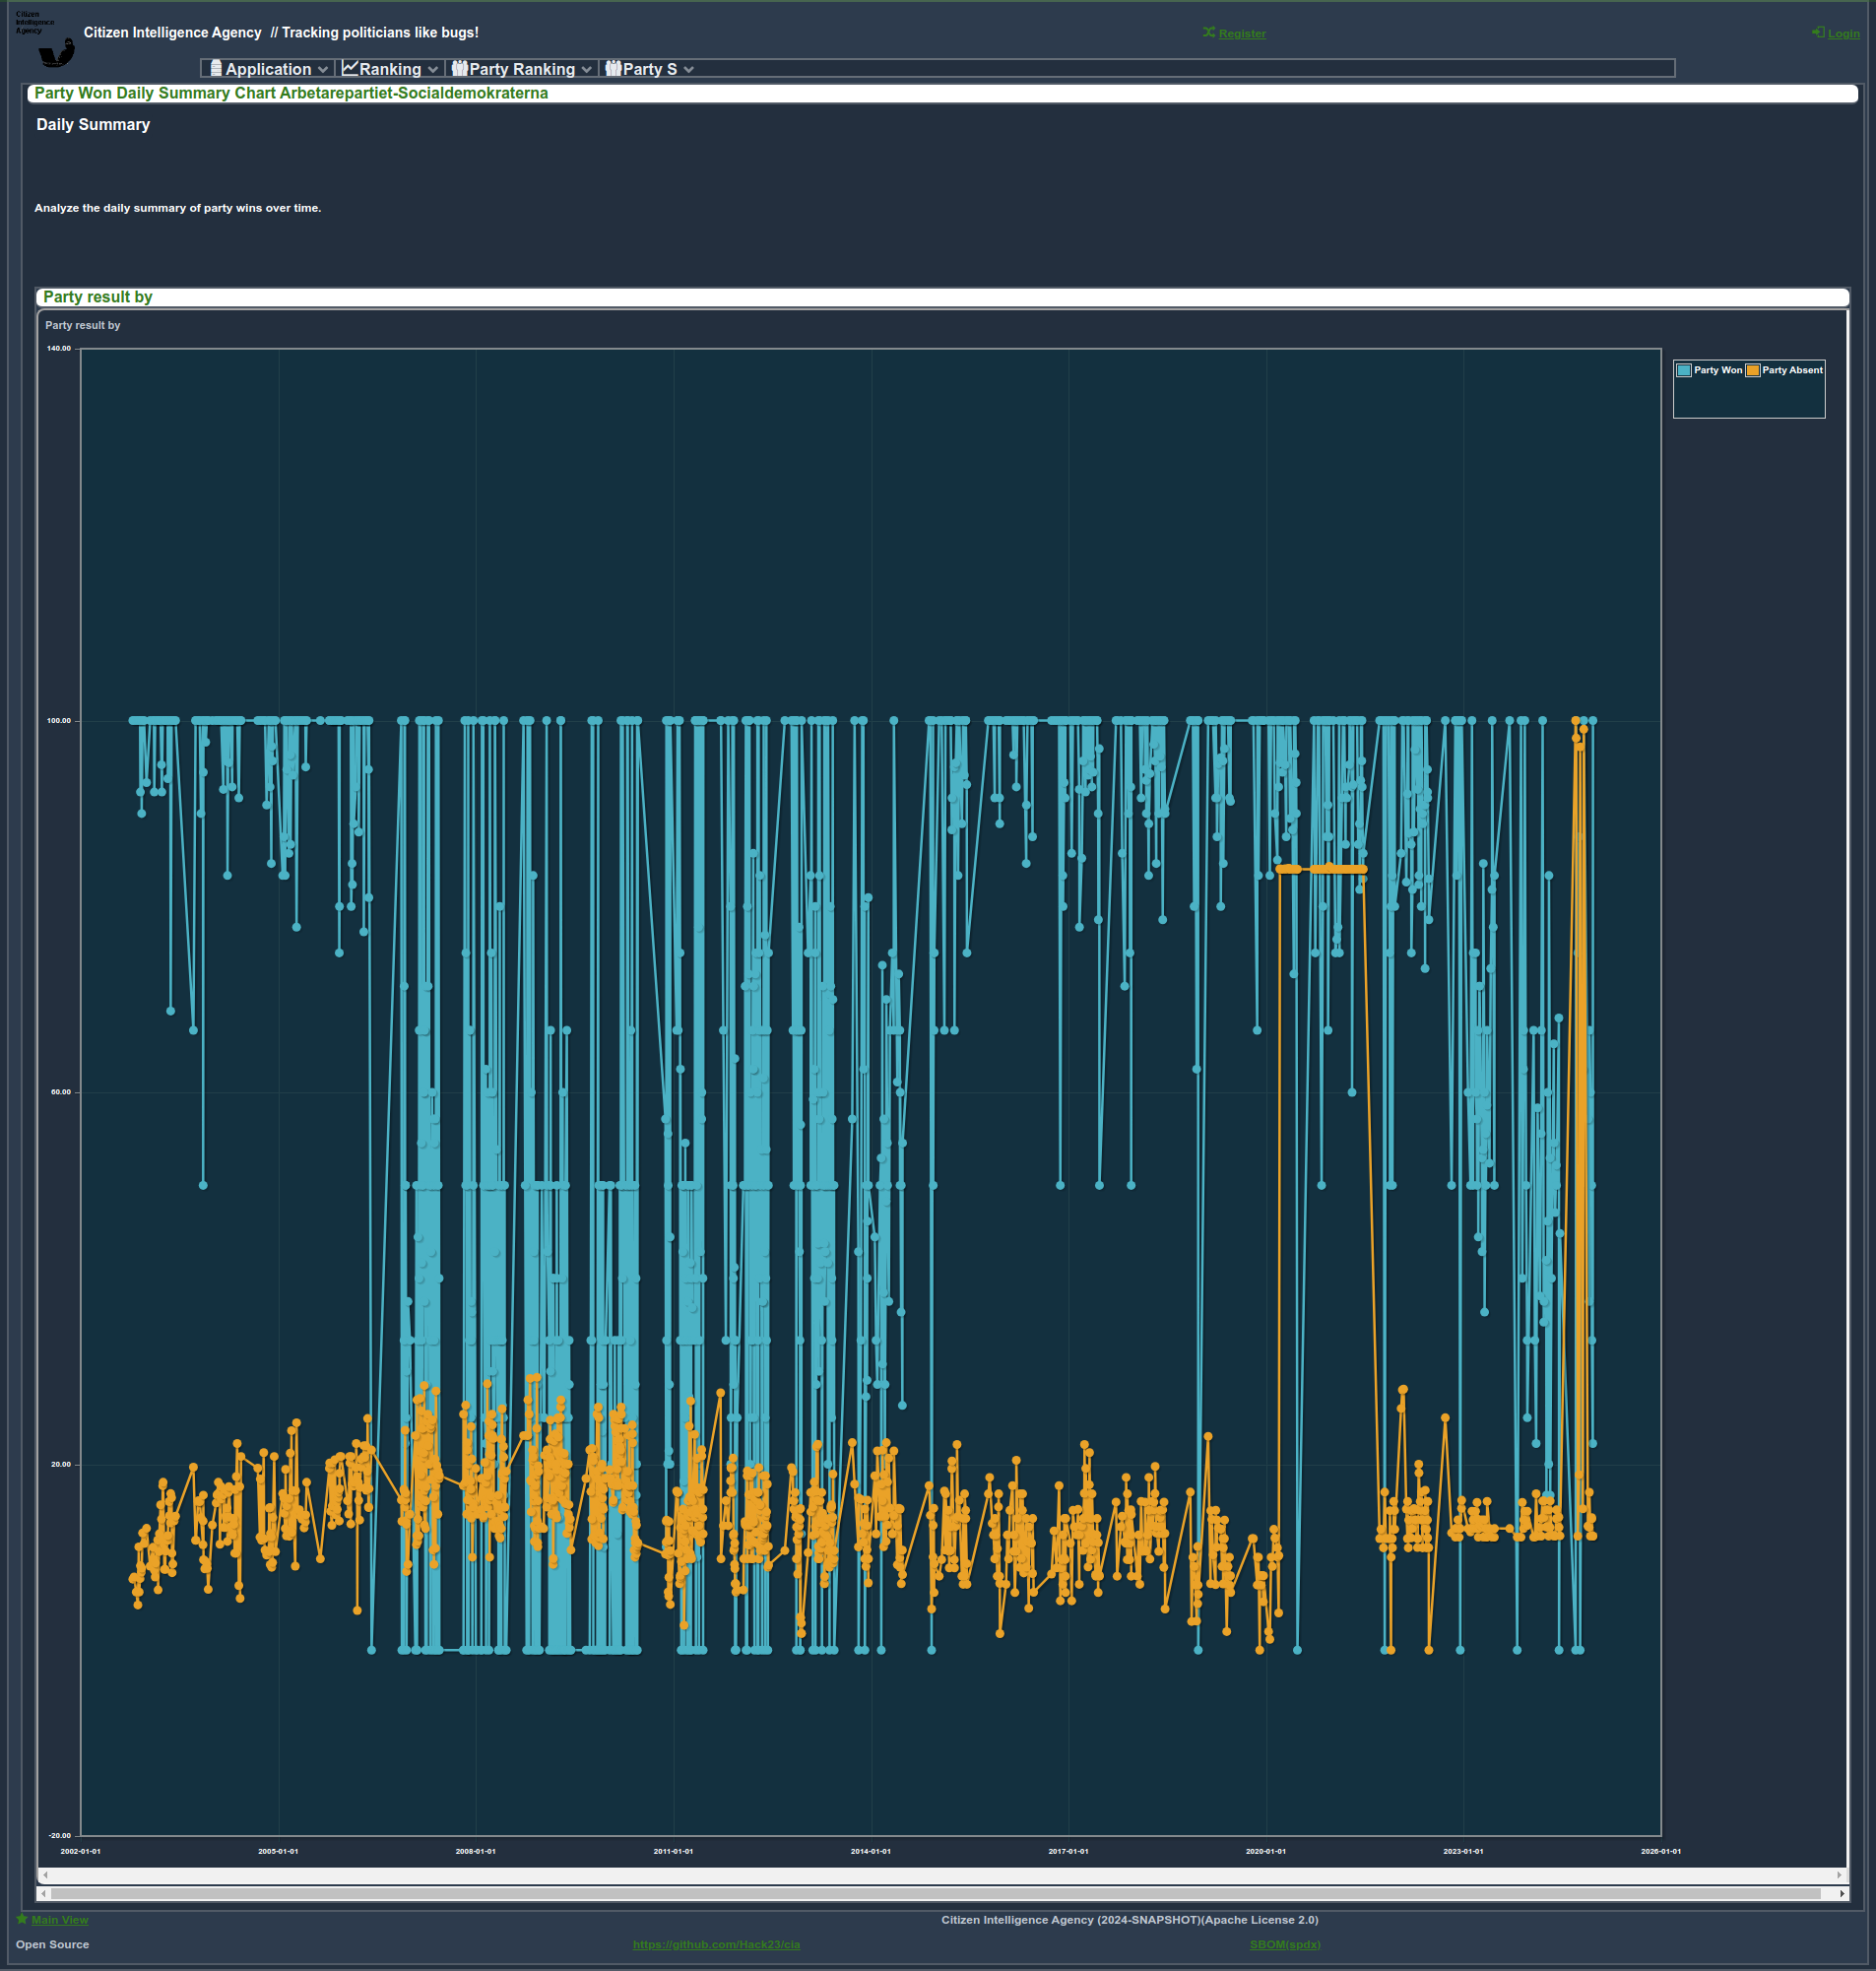 Citizen
Intelligence
Agency
Citizen Intelligence Agency // Tracking politicians like bugs!
Register
Login
Application
Ranking
Party Ranking
Party S
Party Won Daily Summary Chart Arbetarepartiet-Socialdemokraterna
Daily Summary
Analyze the daily summary of party wins over time.
Party result by
Party result by
140.00
100.00
60.00
20.00
-20.00
Party Won
Party Absent
2002-01-01
2005-01-01
2008-01-01
2011-01-01
2014-01-01
2017-01-01
2020-01-01
2023-01-01
2026-01-01
Main View
Citizen Intelligence Agency (2024-SNAPSHOT)(Apache License 2.0)
Open Source
https://github.com/Hack23/cia
SBOM(spdx)